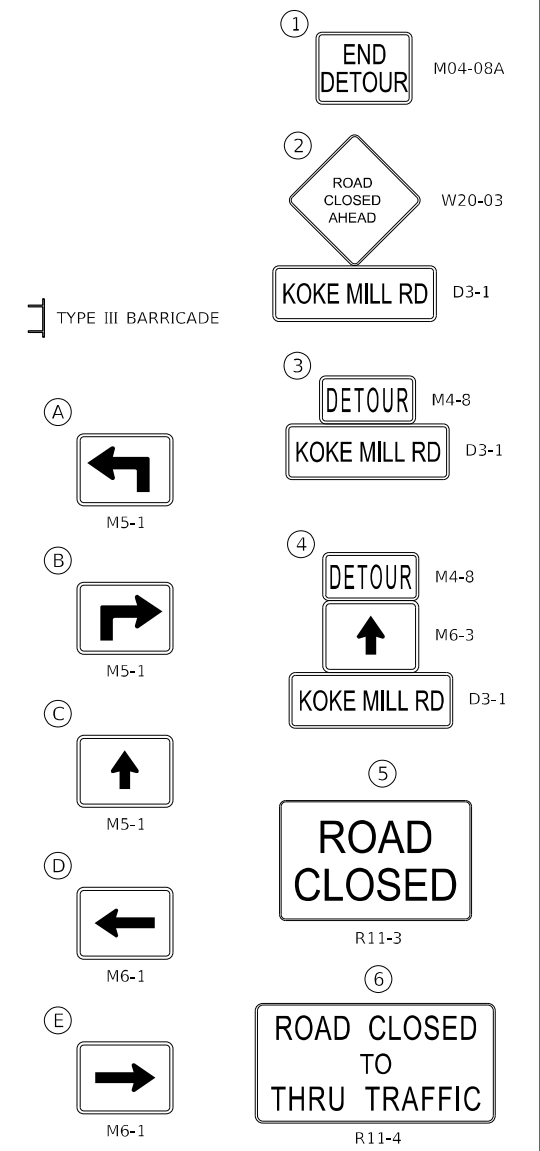 TYPE III BARRICADE
A
M5-1
B
M5-1
C
M5-1
D
M6-1
E
M6-1
1
END
DETOUR
M04-08A
2
ROAD
CLOSED
AHEAD
W20-03
KOKE MILL RD
D3-1
3
DETOUR
M4-8
KOKE MILL RD
D3-1
4
DETOUR
M4-8
M6-3
KOKE MILL RD
D3-1
5
ROAD
CLOSED
R11-3
6
ROAD CLOSED
TO
THRU TRAFFIC
R11-4